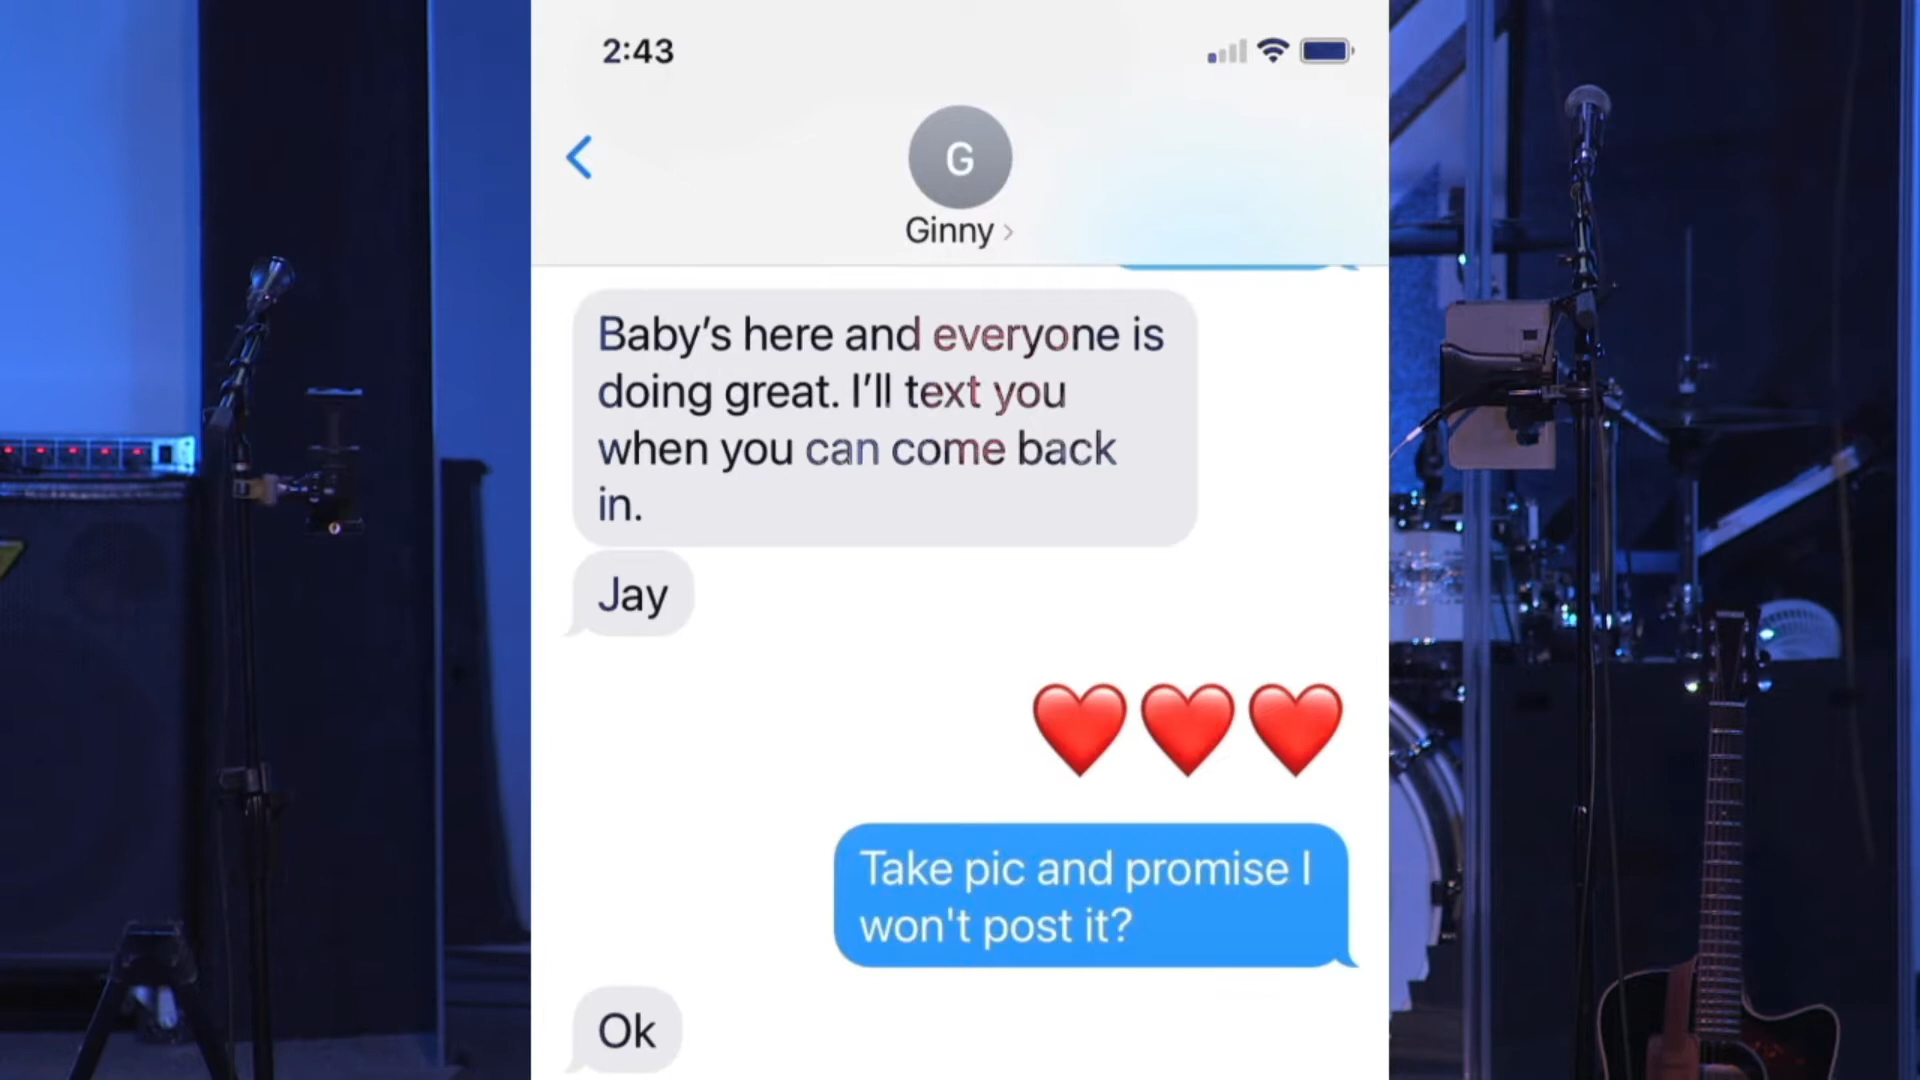 2:43
G
Ginny
Baby’s here and everyone is
doing great. I’ll text you
when you can come back
in.
Jay
❤️❤️❤️
Take pic and promise I
won't post it?
Ok